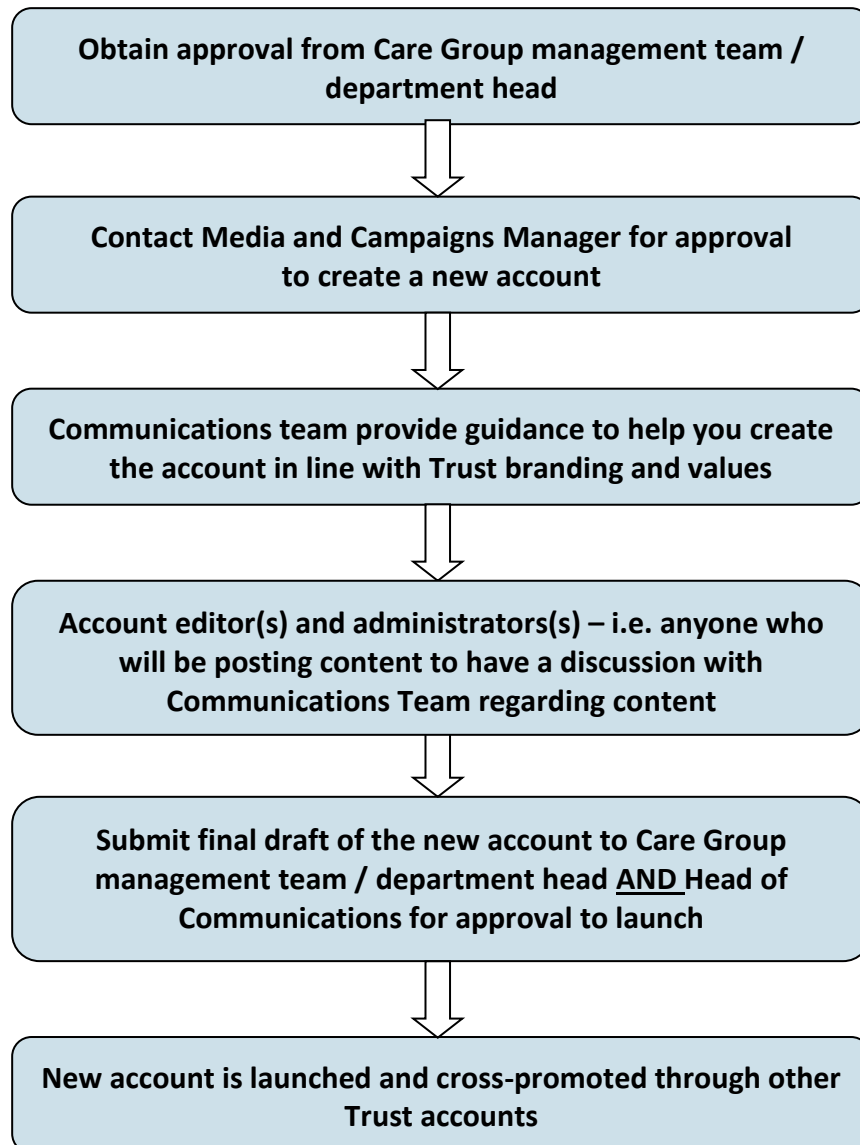 Obtain approval from Care Group management team /
department head
Contact Media and Campaigns Manager for approval
to create a new account
Communications team provide guidance to help you create
the account in line with Trust branding and values
Account editor(s) and administrators(s) – i.e. anyone who
will be posting content to have a discussion with
Communications Team regarding content
Submit final draft of the new account to Care Group
management team / department head AND Head of
Communications for approval to launch
New account is launched and cross-promoted through other
Trust accounts